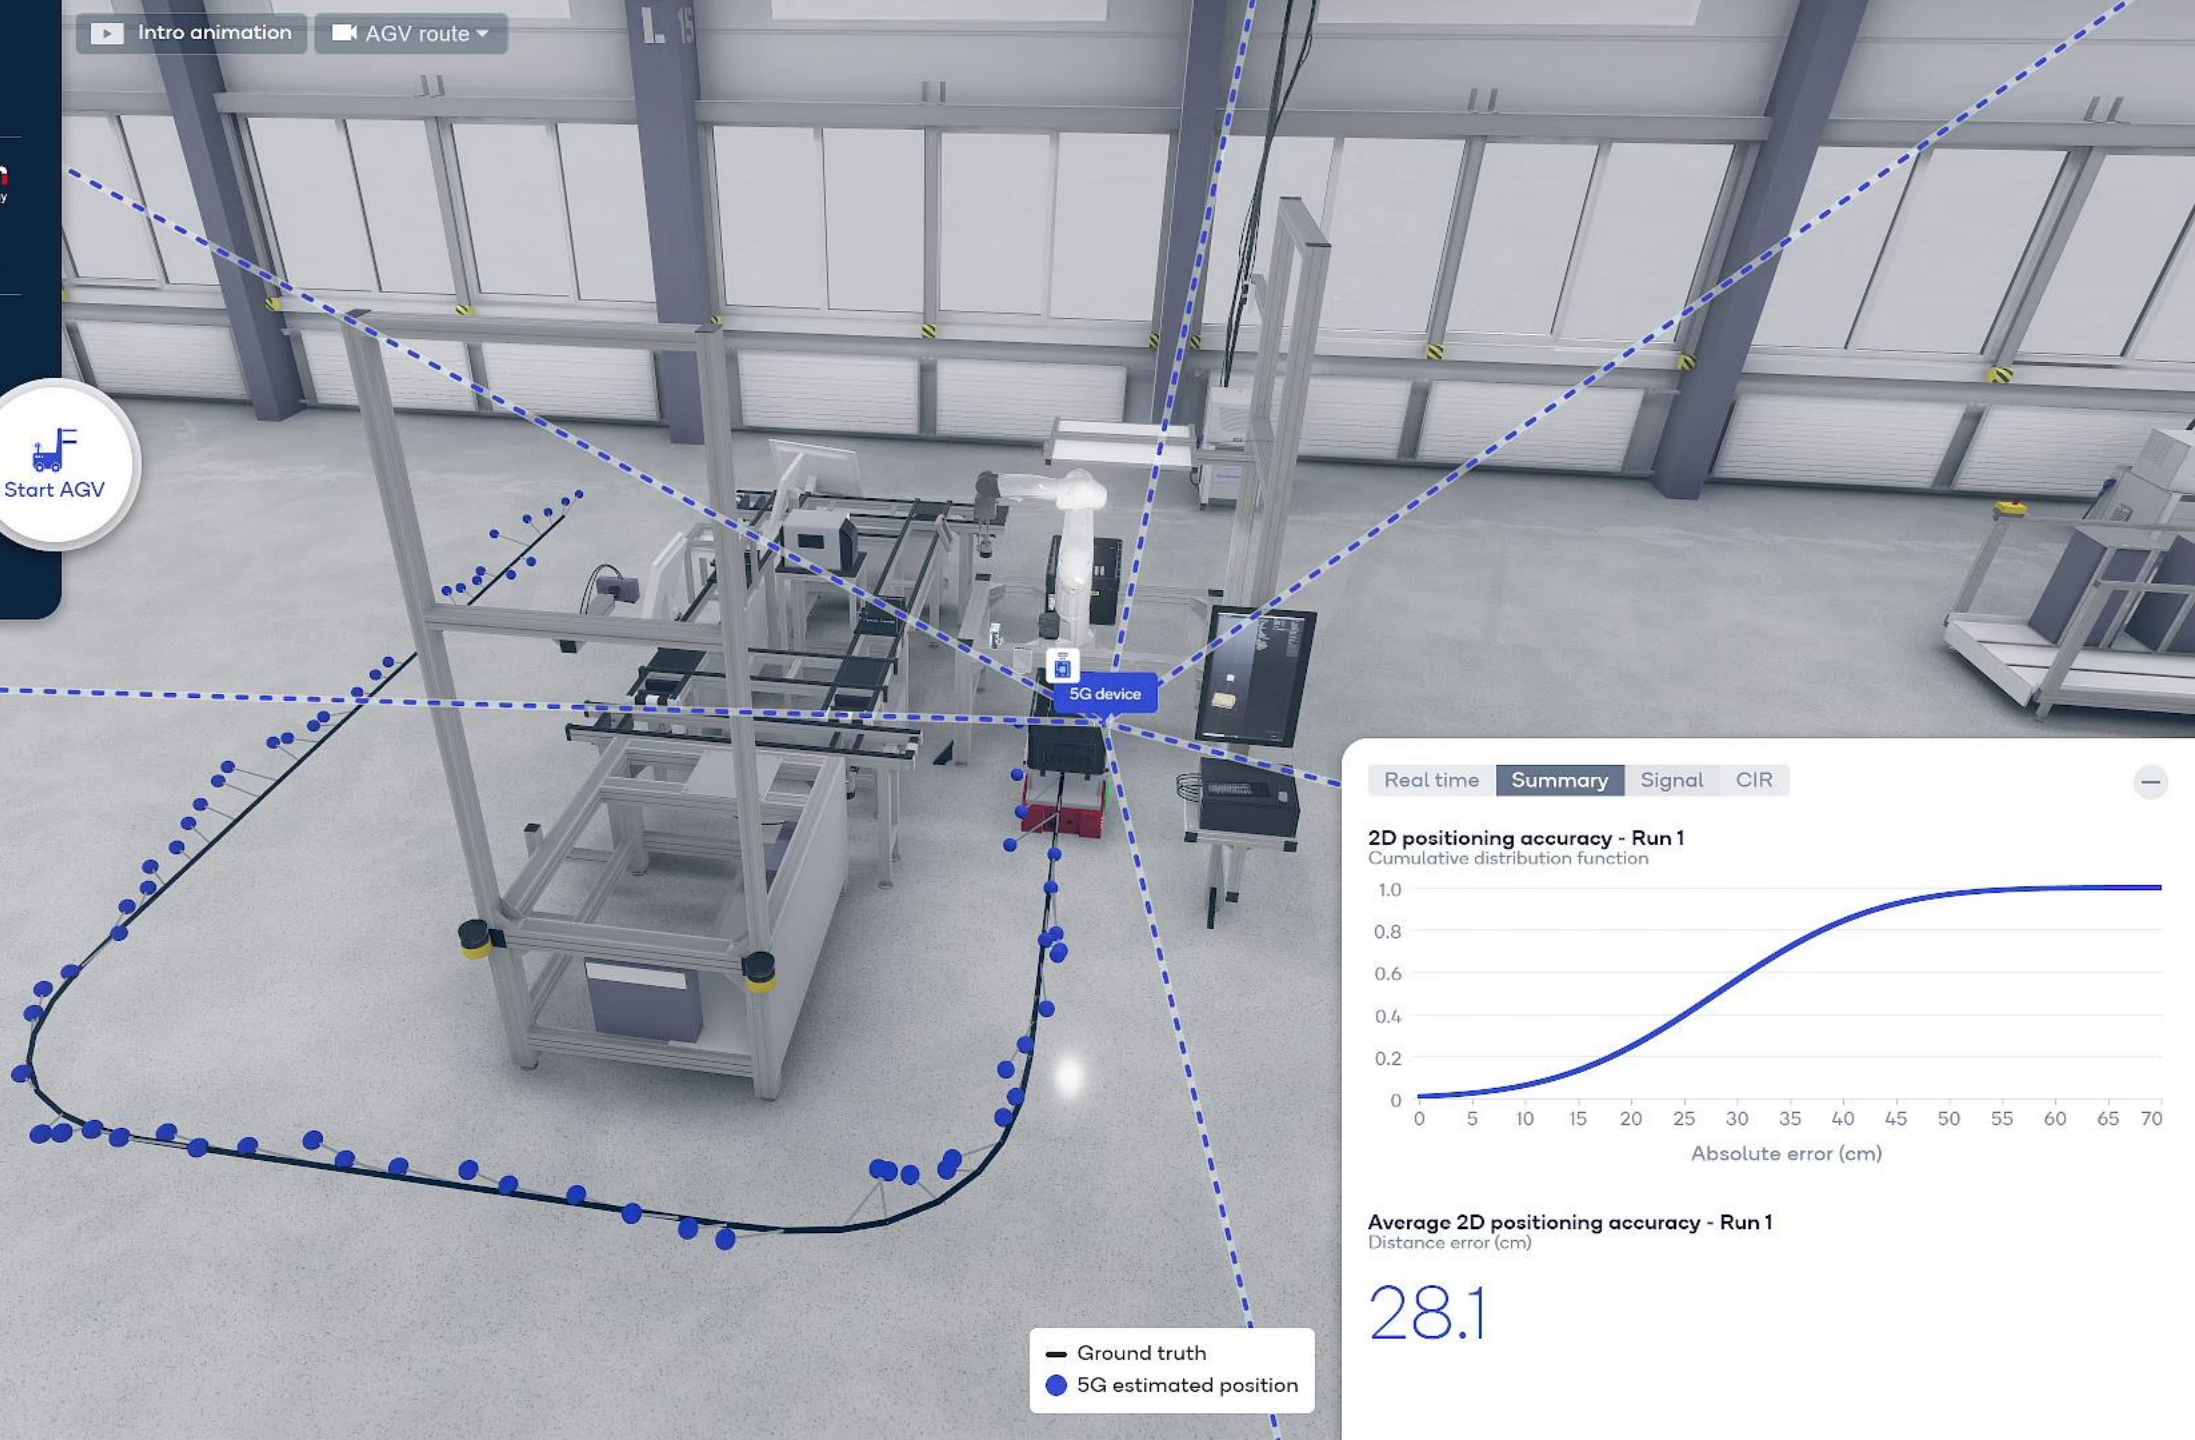 Intro animation
AGV route
L 15
Start AGV
5G device
Real time
Summary
Signal
CIR
2D positioning accuracy - Run 1
Cumulative distribution function
1.0
0.8
0.6
0.4
0.2
0
0 5 10 15 20 25 30 35 40 45 50 55 60 65 70
Absolute error (cm)
Average 2D positioning accuracy - Run 1
Distance error (cm)
28.1
Ground truth
5G estimated position